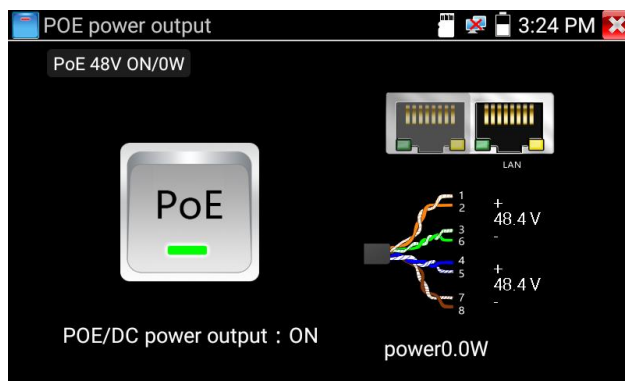 POE power output
3:24 PM
PoE 48V ON/0W
LAN
PoE
1
2
+
48.4 V
3
6
-
4
5
+
48.4 V
7
8
-
POE/DC power output : ON
power0.0W